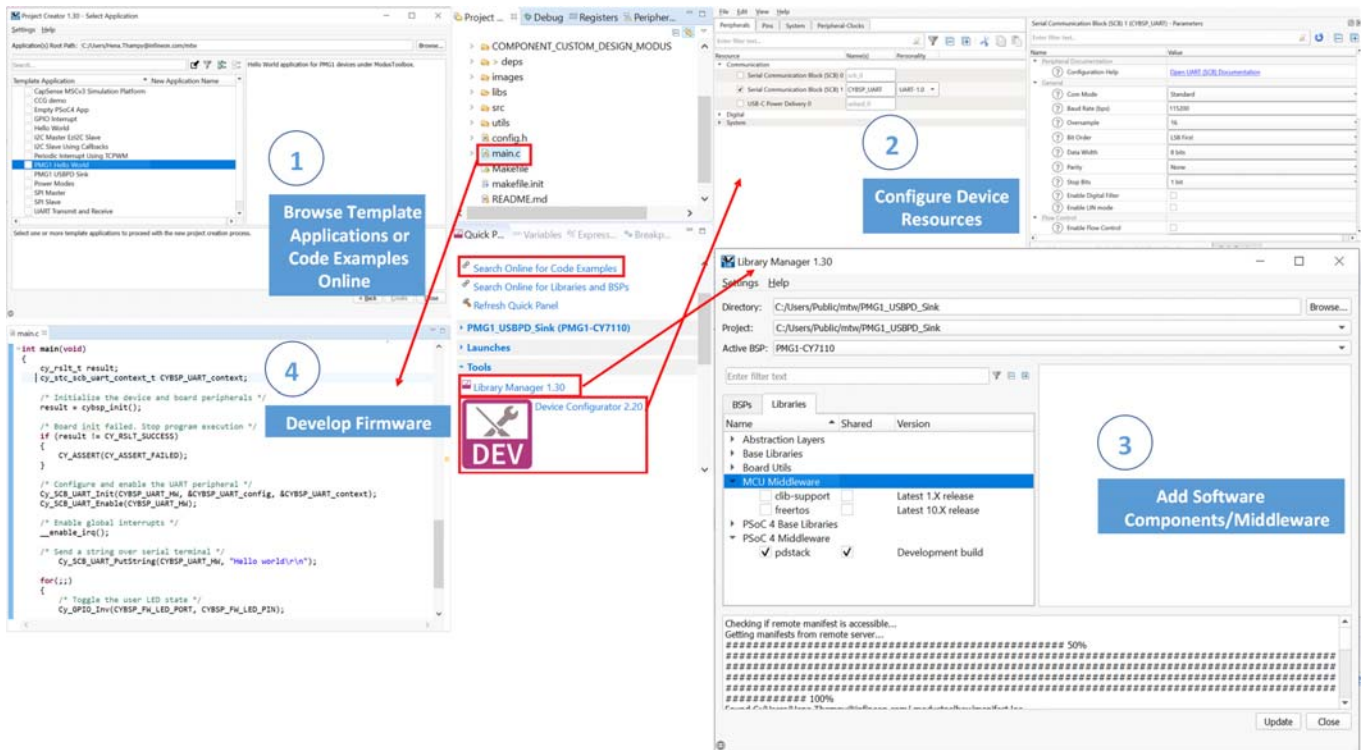 Project Creator 1.30 - Select Application
Settings Help
Application(s) Root Path: C:/Users/Hena.Thampy@infineon.com/mtw
Browse...
Search...
Hello World application for PMG1 devices under ModusToolbox.
Template Application New Application Name
CapSense MSCv3 Simulation Platform
CCG demo
Empty PSoC4 App
GPIO Interrupt
Hello World
I2C Master EzI2C Slave
I2C Slave Using Callbacks
Periodic Interrupt Using TCPWM
PMG1 Hello World
PMG1 USBPD Sink
Power Modes
SPI Master
SPI Slave
UART Transmit and Receive
1
Browse Template
Applications or
Code Examples
Online
Select one or more template applications to proceed with the new project creation process.
< Back Create Close
main.c
int main(void)
{
cy_rslt_t result;
cy_stc_scb_uart_context_t CYBSP_UART_context;
/* Initialize the device and board peripherals */
result = cybsp_init();
/* Board init failed. Stop program execution */
if (result != CY_RSLT_SUCCESS)
{
CY_ASSERT(CY_ASSERT_FAILED);
}
/* Configure and enable the UART peripheral */
Cy_SCB_UART_Init(CYBSP_UART_HW, &CYBSP_UART_config, &CYBSP_UART_context);
Cy_SCB_UART_Enable(CYBSP_UART_HW);
/* Enable global interrupts */
__enable_irq();
/* Send a string over serial terminal */
Cy_SCB_UART_PutString(CYBSP_UART_HW, "Hello world\r\n");
for(;;)
{
/* Toggle the user LED state */
Cy_GPIO_Inv(CYBSP_FW_LED_PORT, CYBSP_FW_LED_PIN);
4
Develop Firmware
Project ... Debug Registers Peripher...
COMPONENT_CUSTOM_DESIGN_MODUS
> deps
images
libs
src
utils
config.h
main.c
Makefile
makefile.init
README.md
Quick P... Variables Express... Breakp...
Search Online for Code Examples
Search Online for Libraries and BSPs
Refresh Quick Panel
PMG1_USBPD_Sink (PMG1-CY7110)
Launches
Tools
Library Manager 1.30
Device Configurator 2.20
DEV
File Edit View Help
Peripherals Pins System Peripheral-Clocks
Enter filter text...
Resource Name(s) Personality
Communication
Serial Communication Block (SCB) 0 scb_0
Serial Communication Block (SCB) 1 CYBSP_UART UART-1.0
USB-C Power Delivery 0
Digital
System
2
Configure Device
Resources
Serial Communication Block (SCB) 1 (CYBSP_UART) - Parameters
Enter filter text...
Name Value
Peripheral Documentation
Configuration Help Open UART (SCB) Documentation
General
Com Mode Standard
Baud Rate (bps) 115200
Oversample 16
Bit Order LSB First
Data Width 8 bits
Parity None
Stop Bits 1 bit
Enable Digital Filter
Enable LIN mode
Flow Control
Enable Flow Control
Library Manager 1.30
Settings Help
Directory: C:/Users/Public/mtw/PMG1_USBPD_Sink Browse...
Project: C:/Users/Public/mtw/PMG1_USBPD_Sink
Active BSP: PMG1-CY7110
Enter filter text
BSPs Libraries
Name Shared Version
Abstraction Layers
Base Libraries
Board Utils
MCU Middleware
clib-support Latest 1.X release
freertos Latest 10.X release
PSoC 4 Base Libraries
PSoC 4 Middleware
pdstack Development build
3
Add Software
Components/Middleware
Checking if remote manifest is accessible...
Getting manifests from remote server...
################################################## 50%
############ 100%
Update Close